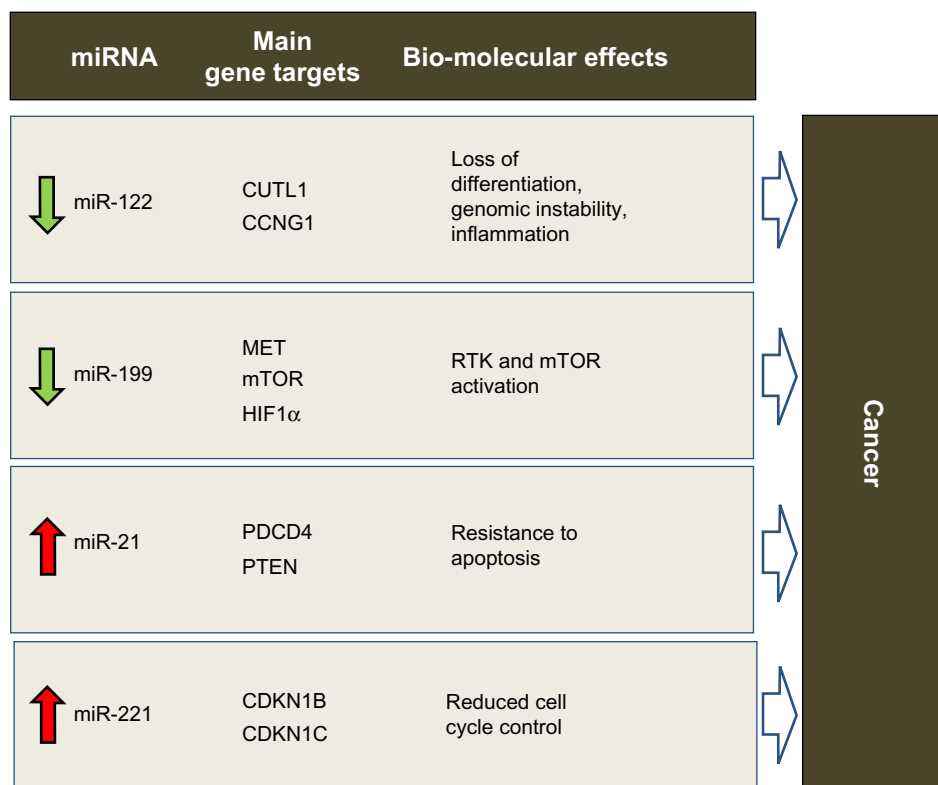 miRNA
Main
gene targets
Bio-molecular effects
miR-122
CUTL1
CCNG1
Loss of
differentiation,
genomic instability,
inflammation
miR-199
MET
mTOR
HIF1α
RTK and mTOR
activation
miR-21
PDCD4
PTEN
Resistance to
apoptosis
miR-221
CDKN1B
CDKN1C
Reduced cell
cycle control
Cancer